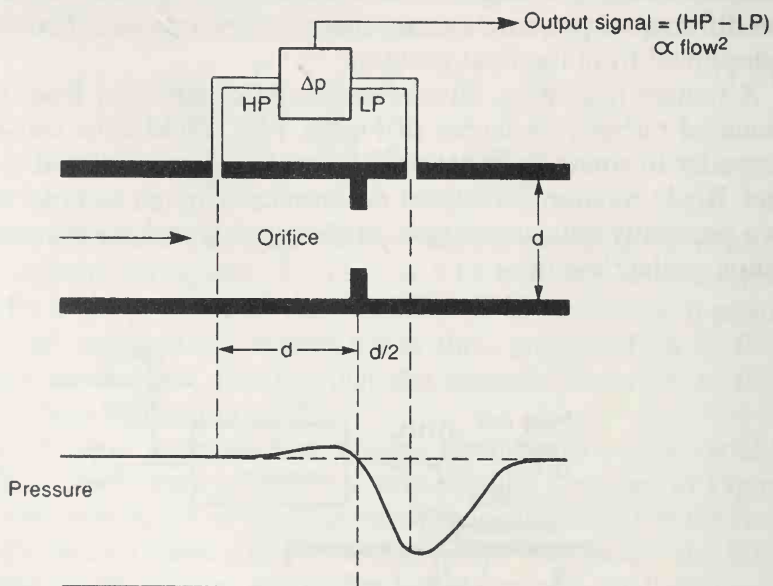 Output signal = (HP – LP)
∝ flow²
Δp
HP
LP
Orifice
d
d
d/2
Pressure